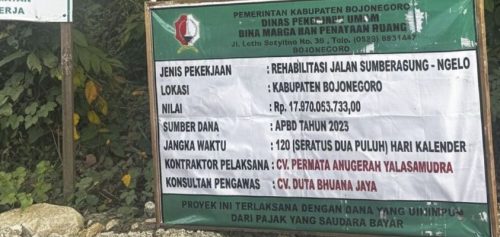 KERJA
PEMERINTAH KABUPATEN BOJONEGORO
DINAS PEKERJAAN UMUM
BINA MARGA DAN PENATAAN RUANG
BOJONEGORO
JENIS PEKEKJAAN : REHABILITASI JALAN SUMBERAGUNG - NGELO
LOKASI : KABUPATEN BOJONEGORO
NILAI : Rp. 17.970.053.733,00
SUMBER DANA : APBD TAHUN 2023
JANGKA WAKTU : 120 (SERATUS DUA PULUH) HARI KALENDER
KONTRAKTOR PELAKSANA : CV. PERMATA ANUGERAH YALASAMUDRA
KONSULTAN PENGAWAS : CV. DUTA BHUANA JAYA
PROYEK INI TERLAKSANA DENGAN DANA YANG
DARI PAJAK YANG SAUDARA BAYAR